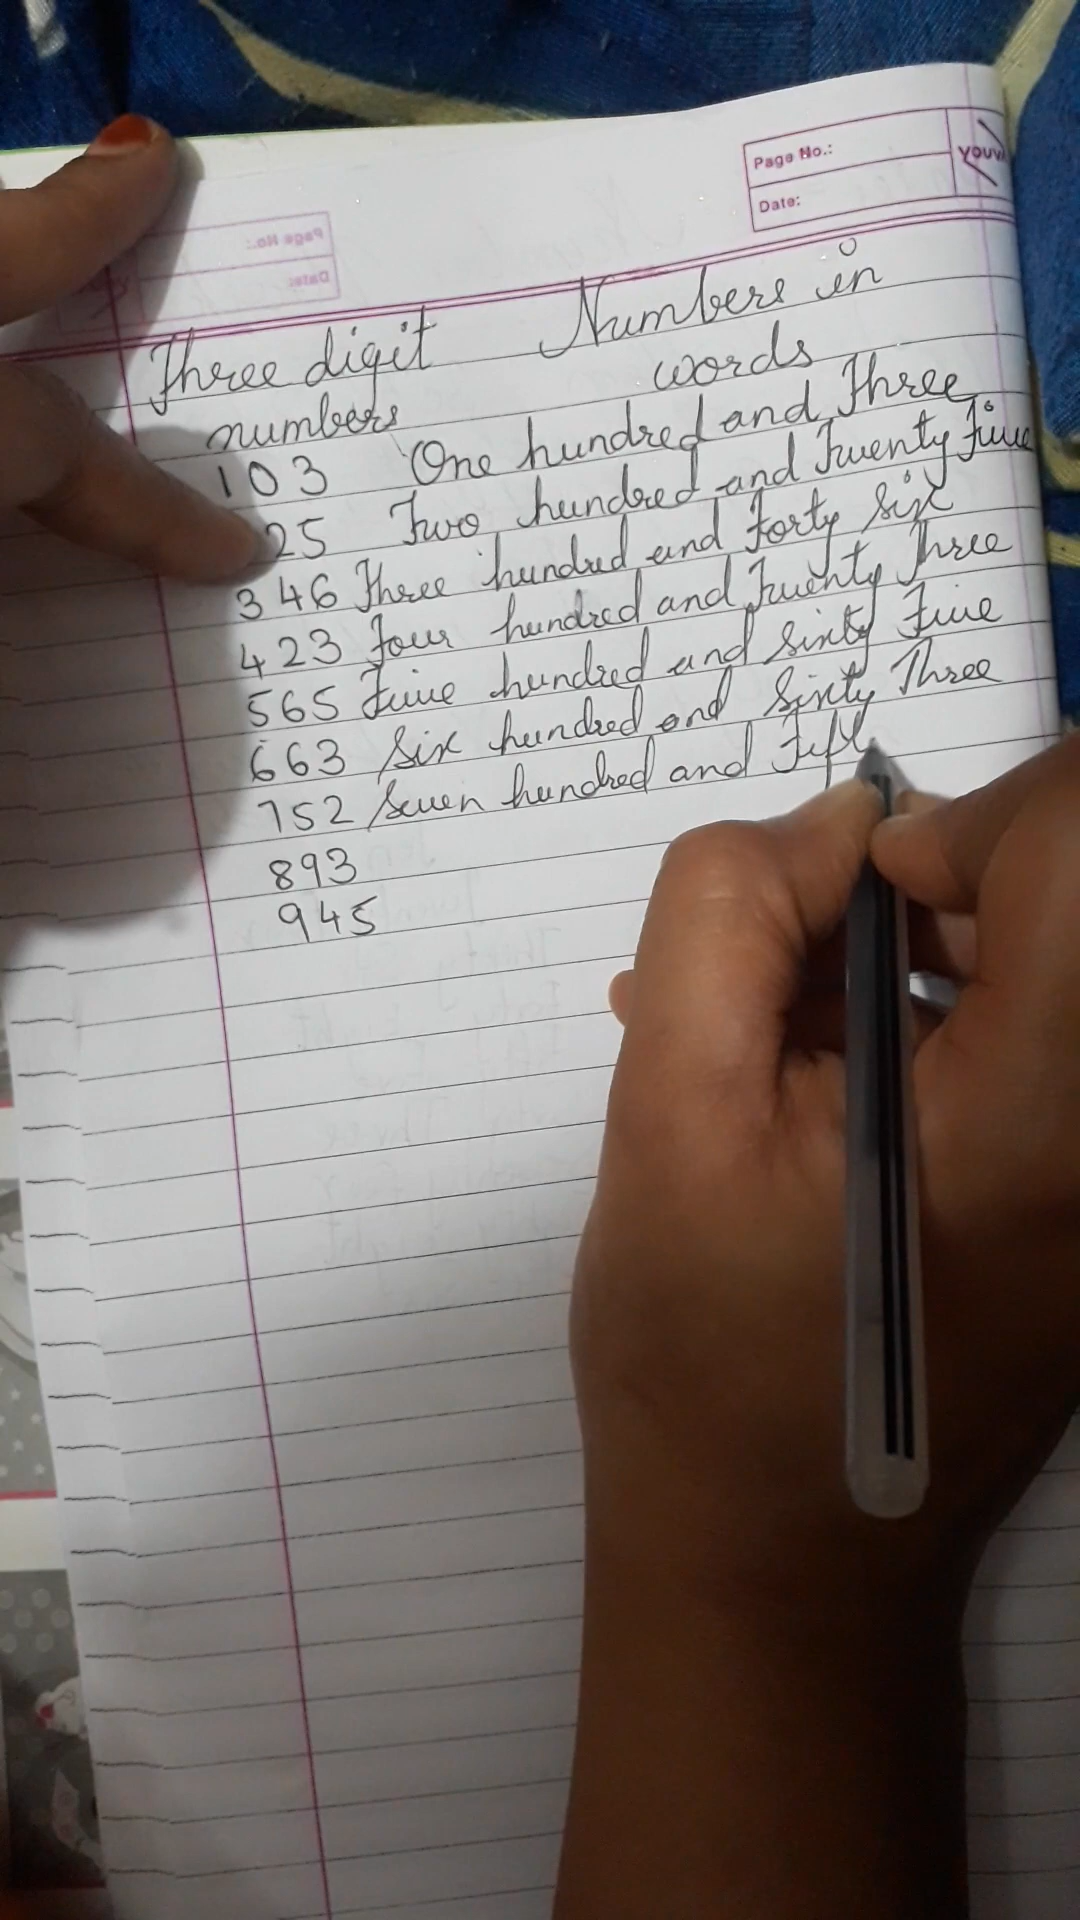 Page No.:
Date:
youva
Three digit Numbers in
numbers words
103 One hundred and Three
25 Two hundred and Twenty Five
346 Three hundred and Forty six
423 Four hundred and Twenty Three
565 Five hundred and sixty Five
663 Six hundred and Sixty Three
752 Seven hundred and Fift
893
945